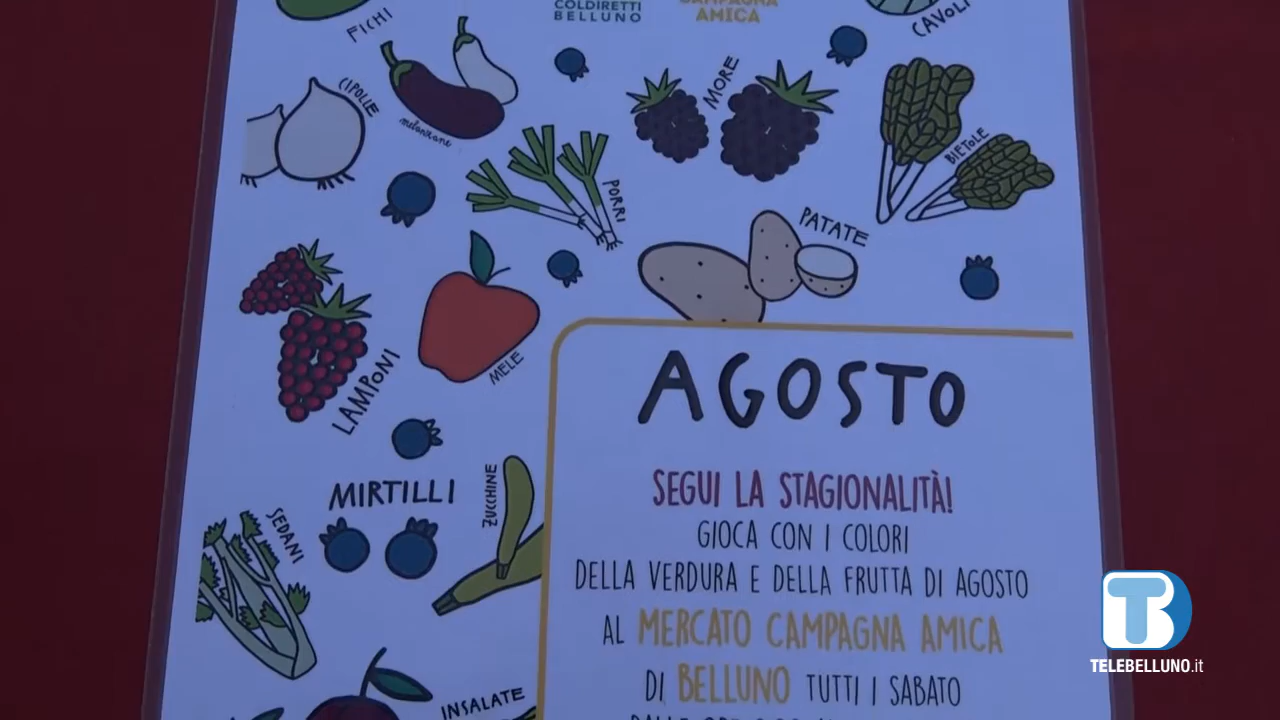 COLDIRETTI
BELLUNO
CAMPAGNA
AMICA
FICHI
CAVOLI
CIPOLLE
melanzane
MORE
BIETOLE
PORRI
PATATE
LAMPONI
MELE
AGOSTO
SEGUI LA STAGIONALITÀ!
GIOCA CON I COLORI
DELLA VERDURA E DELLA FRUTTA DI AGOSTO
AL MERCATO CAMPAGNA AMICA
DI BELLUNO TUTTI I SABATO
MIRTILLI
ZUCCHINE
SEDANI
INSALATE
TB
TELEBELLUNO.it